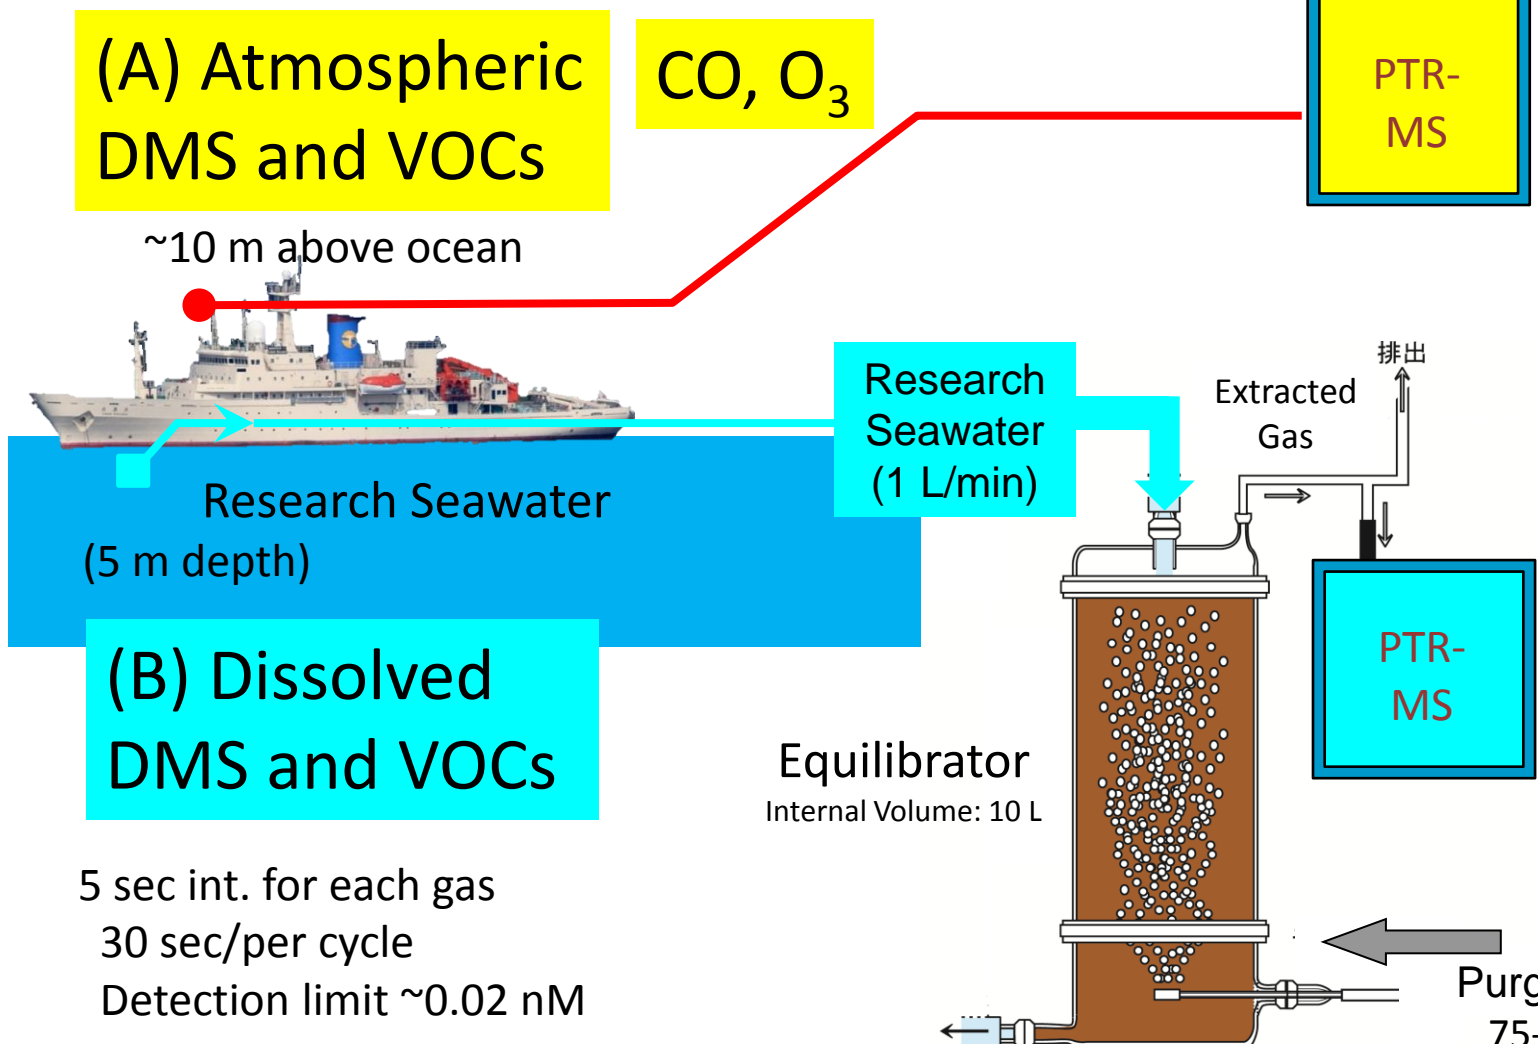 (A) Atmospheric
DMS and VOCs
CO, O₃
PTR-
MS
~10 m above ocean
Research
Seawater
(1 L/min)
Extracted
Gas
排出
Research Seawater
(5 m depth)
PTR-
MS
(B) Dissolved
DMS and VOCs
Equilibrator
Internal Volume: 10 L
5 sec int. for each gas
30 sec/per cycle
Detection limit ~0.02 nM
Purg
75-